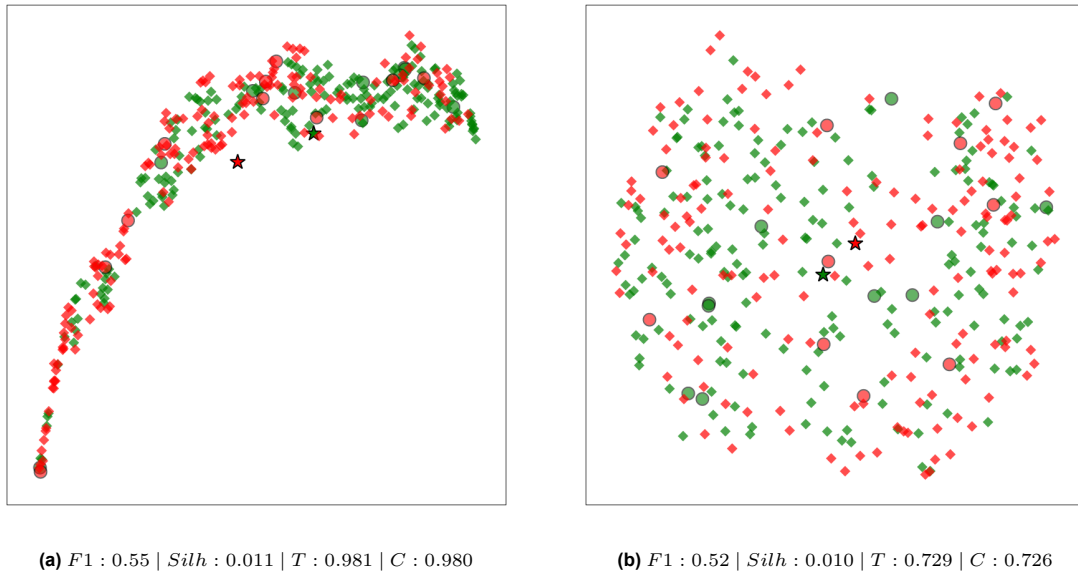 (a) F1 : 0.55 | Silh : 0.011 | T : 0.981 | C : 0.980
(b) F1 : 0.52 | Silh : 0.010 | T : 0.729 | C : 0.726